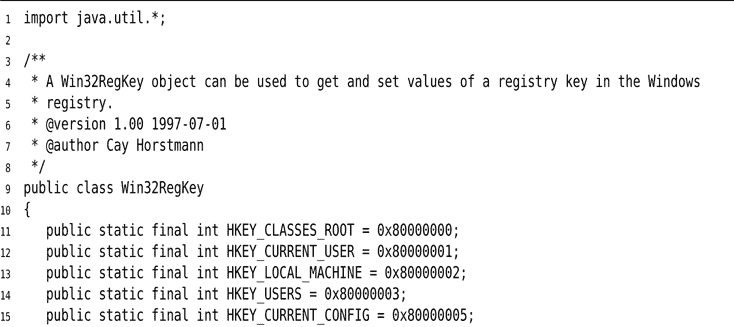 1 import java.util.*;
2
3 /**
4  * A Win32RegKey object can be used to get and set values of a registry key in the Windows
5  * registry.
6  * @version 1.00 1997-07-01
7  * @author Cay Horstmann
8  */
9 public class Win32RegKey
10 {
11    public static final int HKEY_CLASSES_ROOT = 0x80000000;
12    public static final int HKEY_CURRENT_USER = 0x80000001;
13    public static final int HKEY_LOCAL_MACHINE = 0x80000002;
14    public static final int HKEY_USERS = 0x80000003;
15    public static final int HKEY_CURRENT_CONFIG = 0x80000005;